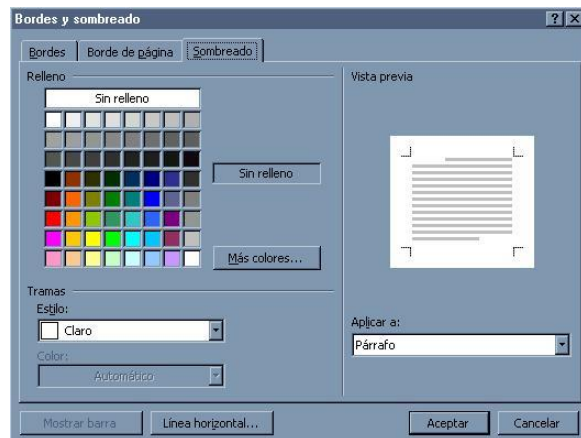 Bordes y sombreado
Bordes
Borde de página
Sombreado
Relleno
Sin relleno
Sin relleno
Más colores...
Tramas
Estilo:
Claro
Color:
Automático
Vista previa
Aplicar a:
Párrafo
Mostrar barra
Línea horizontal...
Aceptar
Cancelar